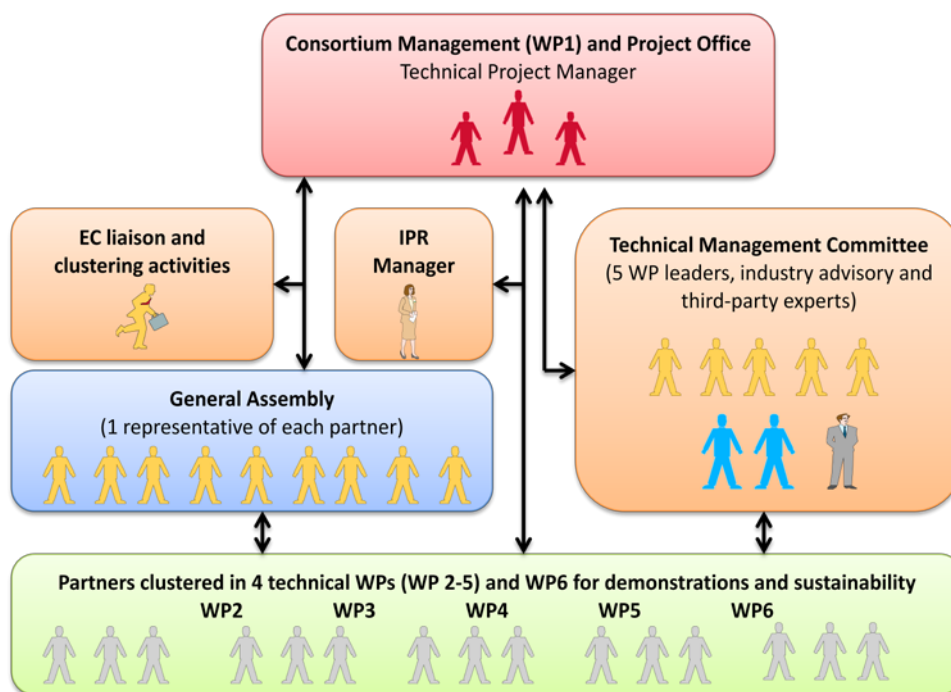 Consortium Management (WP1) and Project Office
Technical Project Manager
EC liaison and
clustering activities
IPR
Manager
Technical Management Committee
(5 WP leaders, industry advisory and
third-party experts)
General Assembly
(1 representative of each partner)
Partners clustered in 4 technical WPs (WP 2-5) and WP6 for demonstrations and sustainability
WP2 WP3 WP4 WP5 WP6